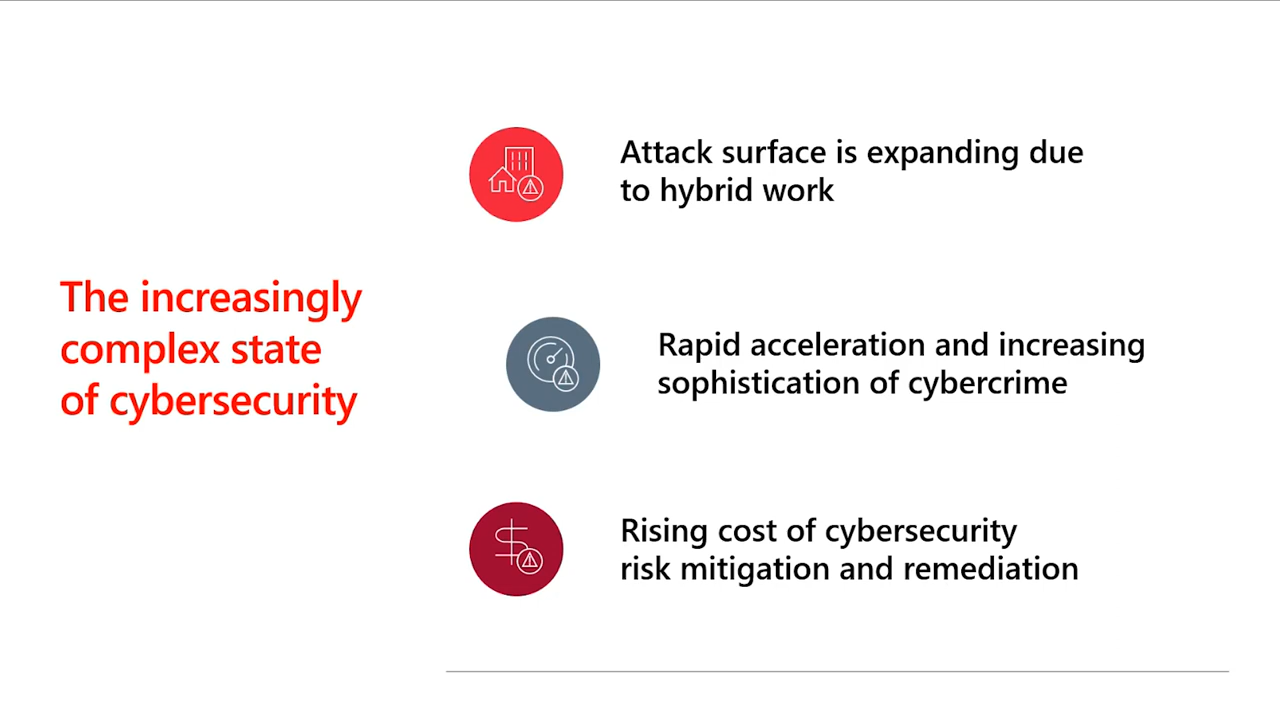 The increasingly
complex state
of cybersecurity
Attack surface is expanding due
to hybrid work
Rapid acceleration and increasing
sophistication of cybercrime
Rising cost of cybersecurity
risk mitigation and remediation